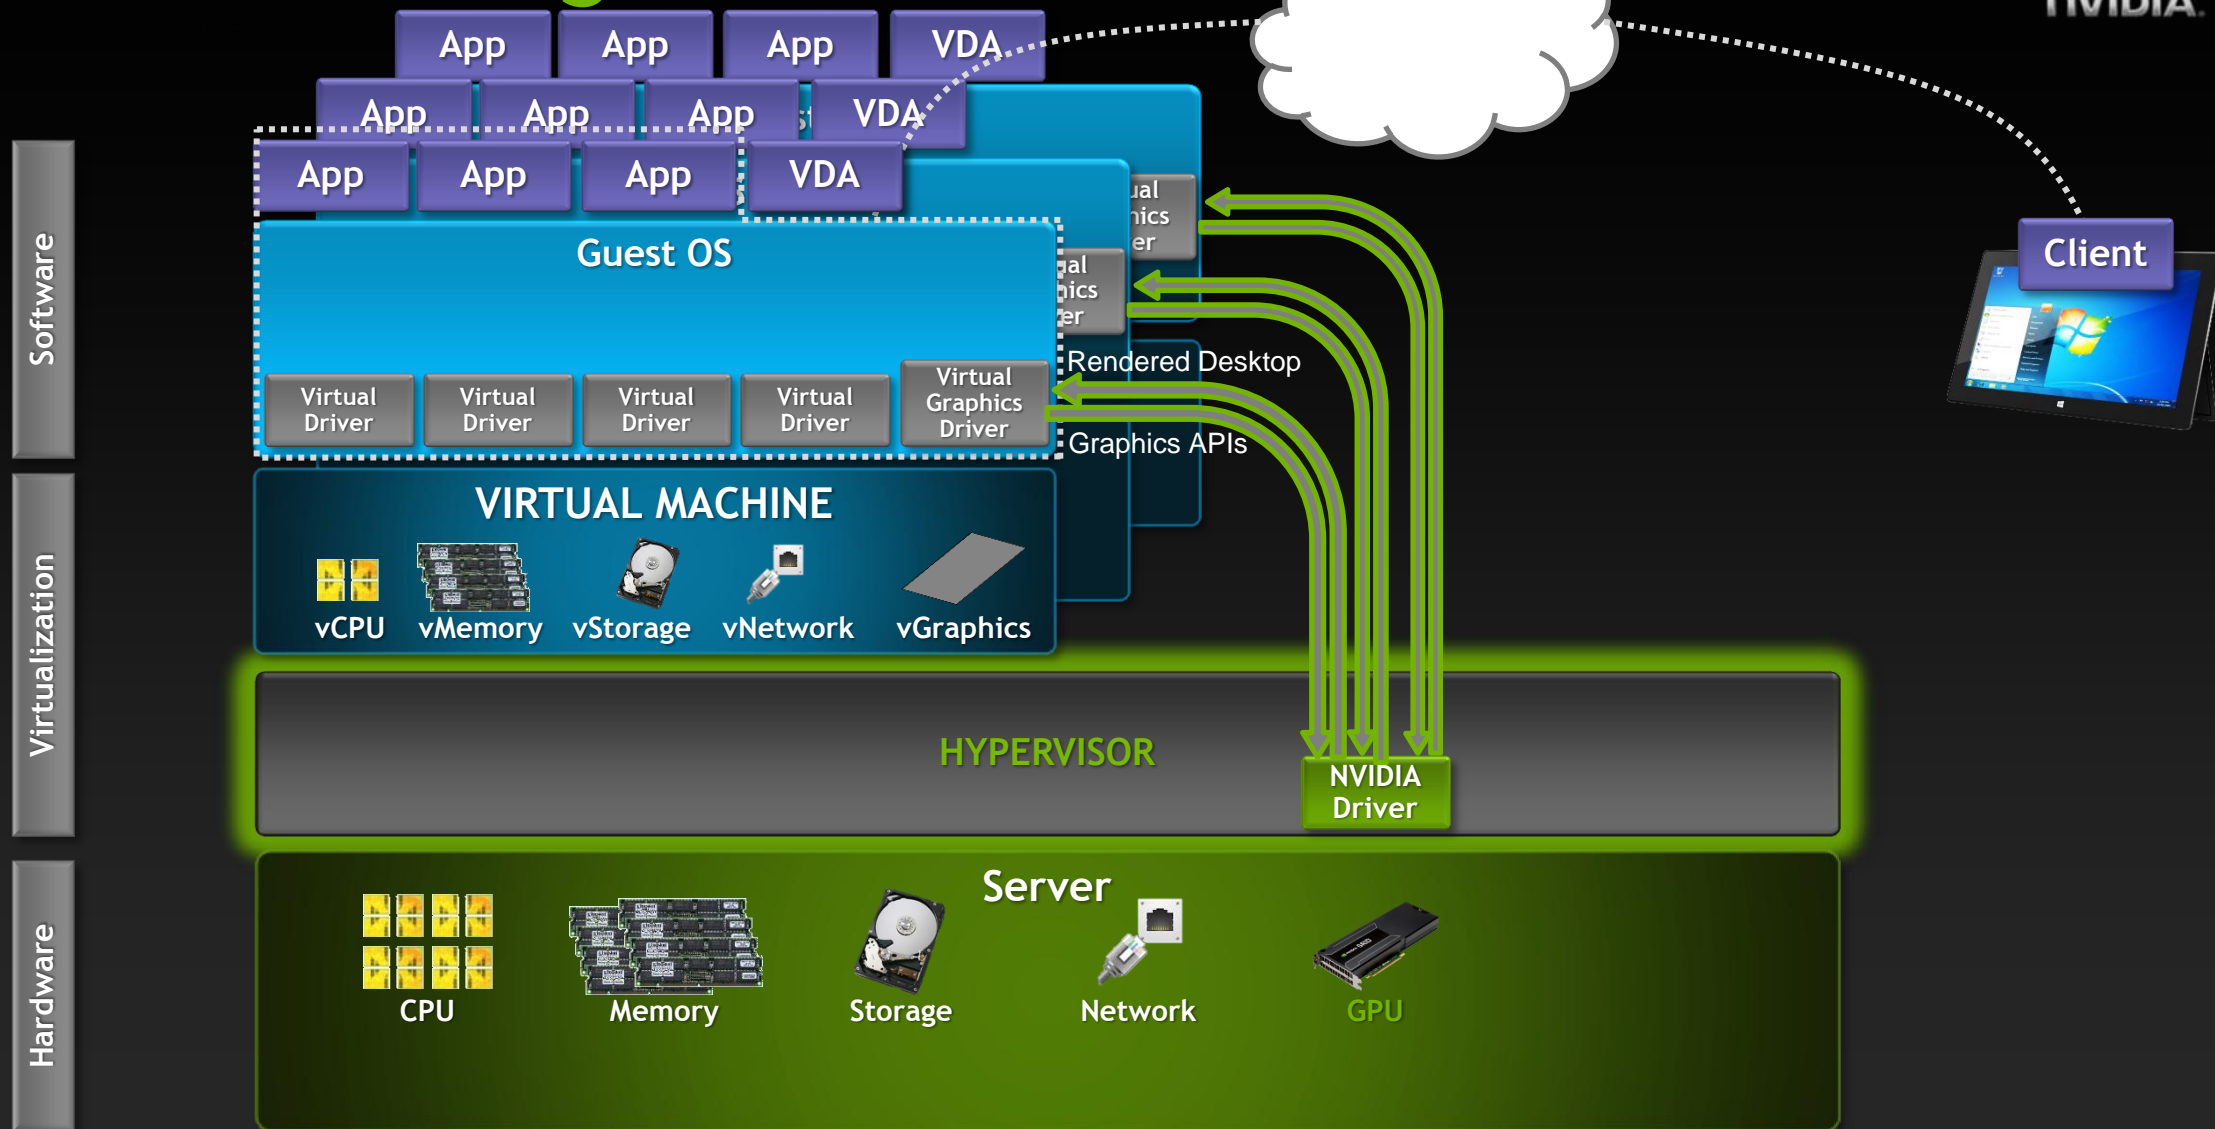 NVIDIA.
App App App VDA
App App App VDA
App App App VDA
Guest OS
Client
Software
Rendered Desktop
Virtual
Driver
Virtual
Driver
Virtual
Driver
Virtual
Driver
Virtual
Graphics
Driver
Graphics APIs
VIRTUAL MACHINE
vCPU vMemory vStorage vNetwork vGraphics
Virtualization
HYPERVISOR
NVIDIA
Driver
Server
Hardware
CPU Memory Storage Network GPU